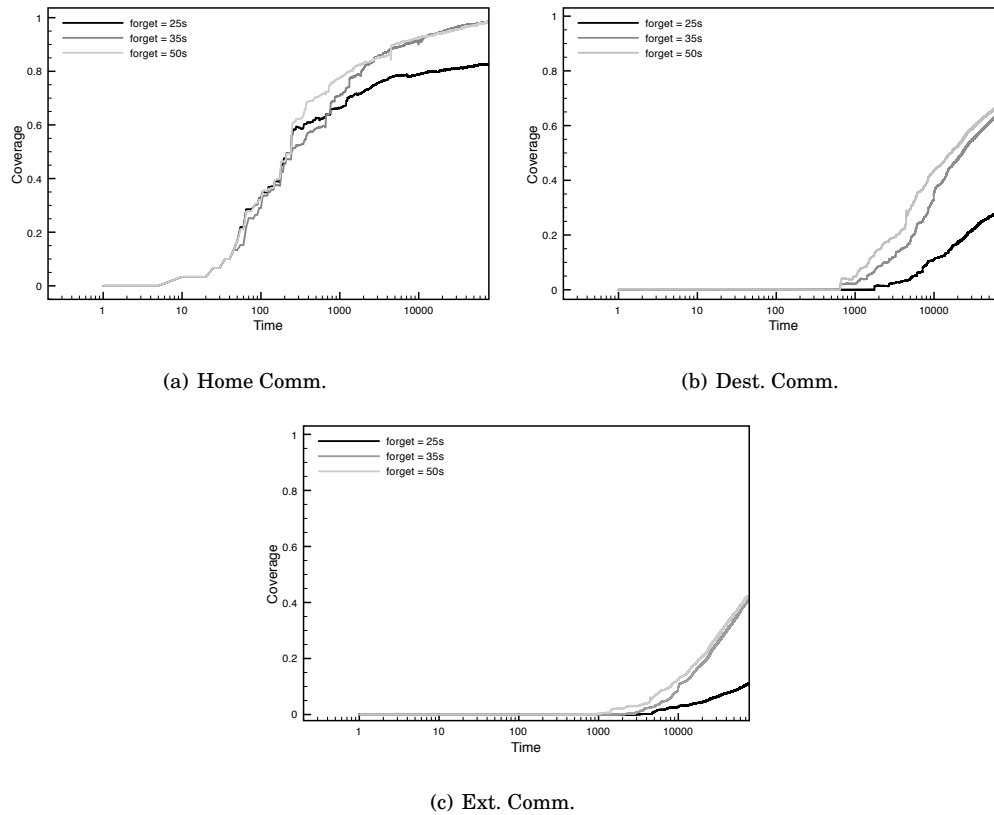 1
0.8
0.6
0.4
0.2
0
Coverage
forget = 25s
forget = 35s
forget = 50s
1
10
100
1000
10000
Time
(a) Home Comm.
1
0.8
0.6
0.4
0.2
0
Coverage
forget = 25s
forget = 35s
forget = 50s
1
10
100
1000
10000
Time
(b) Dest. Comm.
1
0.8
0.6
0.4
0.2
0
Coverage
forget = 25s
forget = 35s
forget = 50s
1
10
100
1000
10000
Time
(c) Ext. Comm.